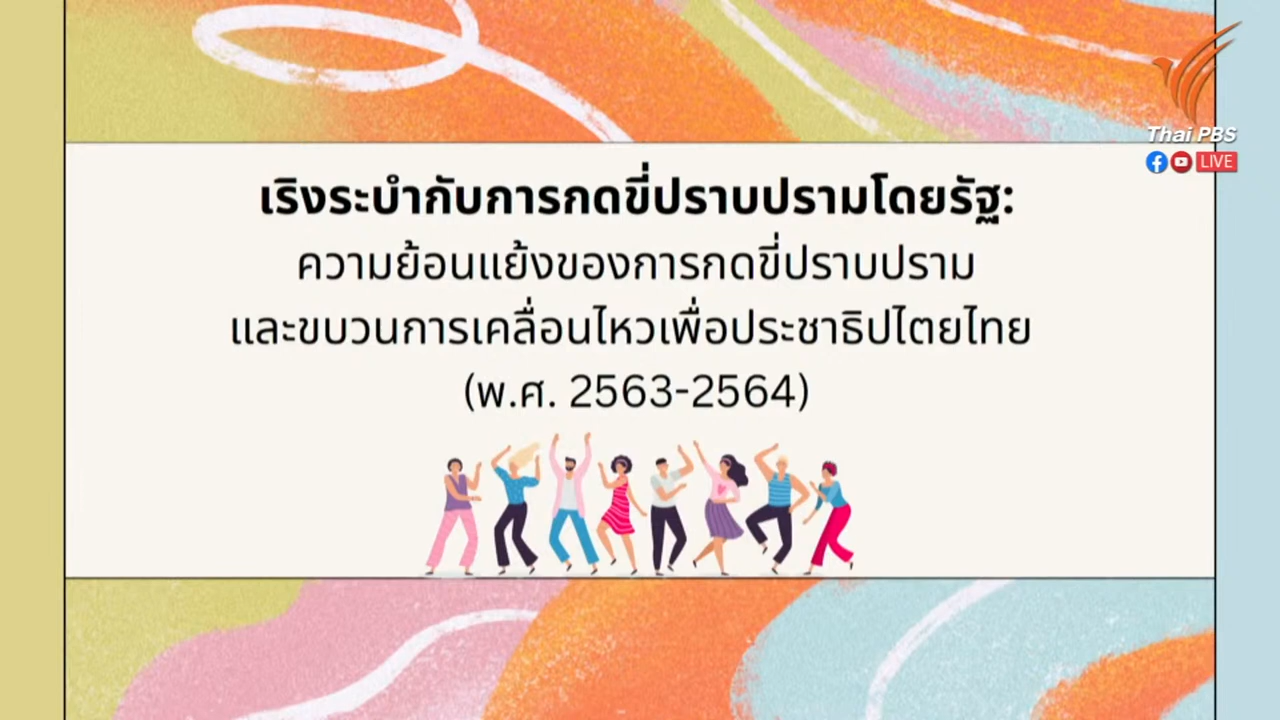 Thai PBS
LIVE
เริงระบำกับการกดขี่ปราบปรามโดยรัฐ:
ความย้อนแย้งของการกดขี่ปราบปราม
และขบวนการเคลื่อนไหวเพื่อประชาธิปไตยไทย
(พ.ศ. 2563-2564)